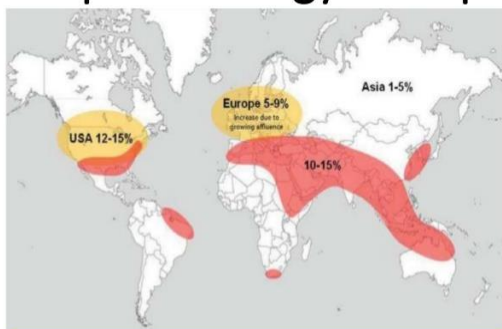 USA 12-15%
Europe 5-9%
Increase due to
growing affluence
Asia 1-5%
10-15%